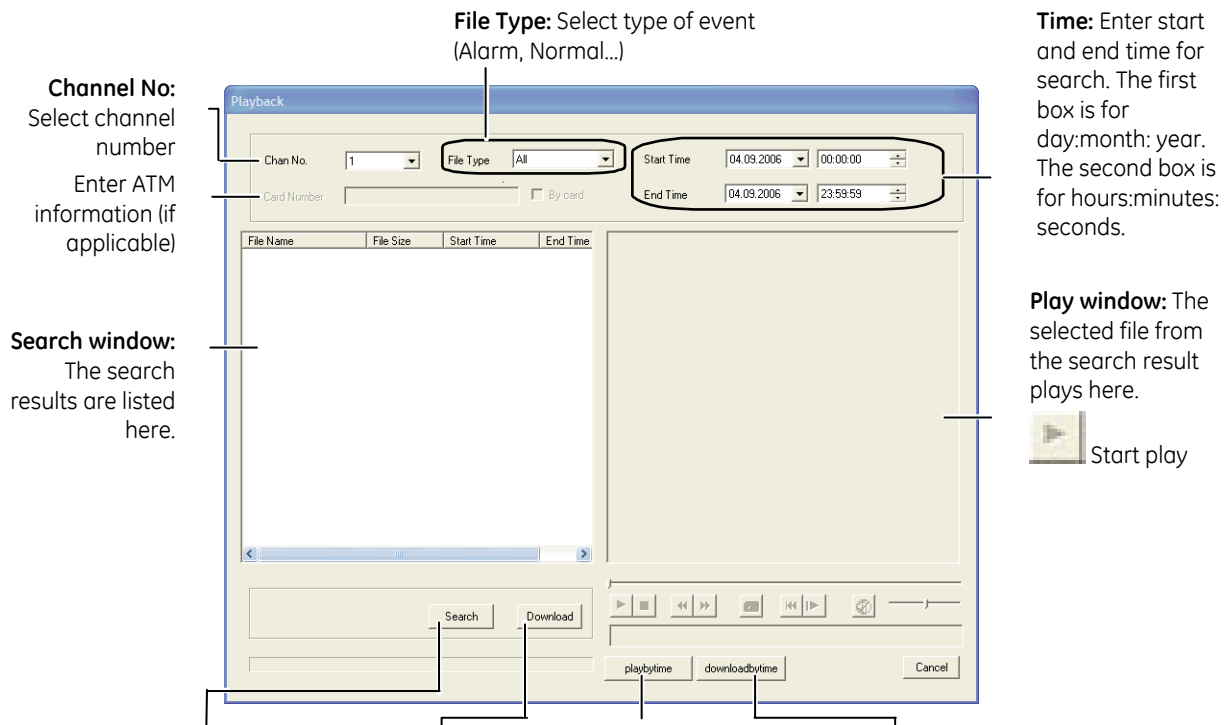 File Type: Select type of event
(Alarm, Normal...)
Time: Enter start
and end time for
search. The first
box is for
day:month: year.
The second box is
for hours:minutes:
seconds.
Channel No:
Select channel
number
Enter ATM
information (if
applicable)
Search window:
The search
results are listed
here.
Playback
Chan No. 1 File Type All Start Time 04.09.2006 00:00:00
Card Number By card End Time 04.09.2006 23:59:59
File Name File Size Start Time End Time
Search Download
playbytime downloadbytime Cancel
Play window: The
selected file from
the search result
plays here.
Start play